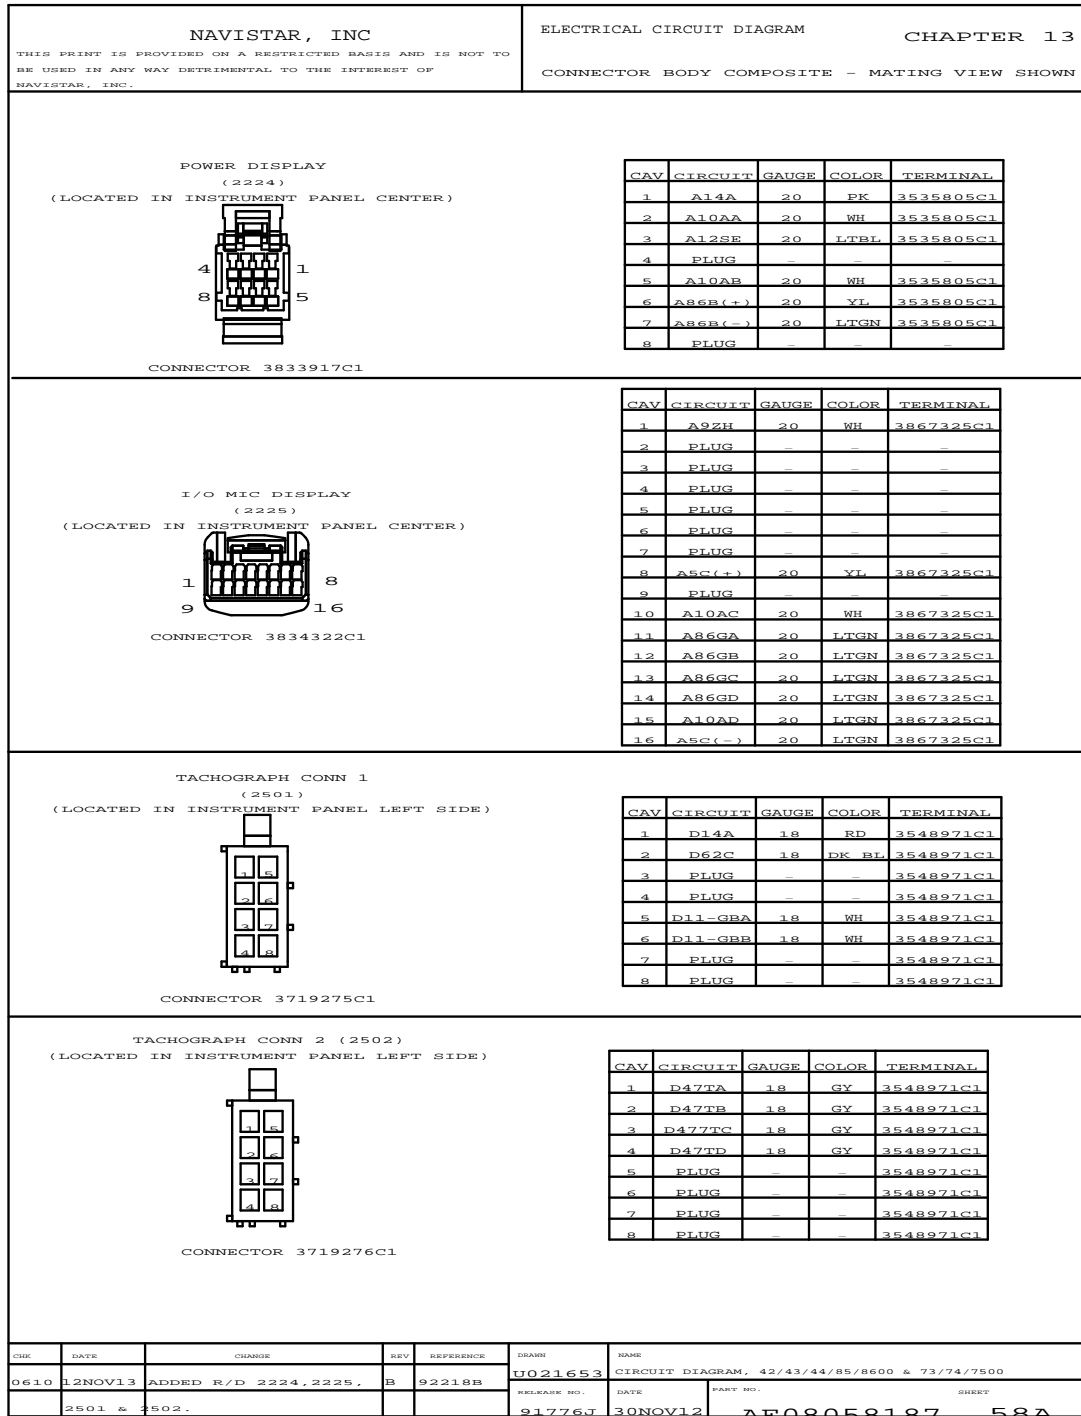 NAVISTAR, INC
THIS PRINT IS PROVIDED ON A RESTRICTED BASIS AND IS NOT TO
BE USED IN ANY WAY DETRIMENTAL TO THE INTEREST OF
NAVISTAR, INC.
ELECTRICAL CIRCUIT DIAGRAM CHAPTER 13
CONNECTOR BODY COMPOSITE - MATING VIEW SHOWN
POWER DISPLAY
(2224)
(LOCATED IN INSTRUMENT PANEL CENTER)
4 1
8 5
CONNECTOR 3833917C1
CAV CIRCUIT GAUGE COLOR TERMINAL
1 A14A 20 PK 3535805C1
2 A10AA 20 WH 3535805C1
3 A12SE 20 LTBL 3535805C1
4 PLUG - - -
5 A10AB 20 WH 3535805C1
6 A86B(+) 20 YL 3535805C1
7 A86B(-) 20 LTGN 3535805C1
8 PLUG - - -
I/O MIC DISPLAY
(2225)
(LOCATED IN INSTRUMENT PANEL CENTER)
1 8
9 16
CONNECTOR 3834322C1
CAV CIRCUIT GAUGE COLOR TERMINAL
1 A9ZH 20 WH 3867325C1
2 PLUG - - -
3 PLUG - - -
4 PLUG - - -
5 PLUG - - -
6 PLUG - - -
7 PLUG - - -
8 A5C(+) 20 YL 3867325C1
9 PLUG - - -
10 A10AC 20 WH 3867325C1
11 A86GA 20 LTGN 3867325C1
12 A86GB 20 LTGN 3867325C1
13 A86GC 20 LTGN 3867325C1
14 A86GD 20 LTGN 3867325C1
15 A10AD 20 LTGN 3867325C1
16 A5C(-) 20 LTGN 3867325C1
TACHOGRAPH CONN 1
(2501)
(LOCATED IN INSTRUMENT PANEL LEFT SIDE)
1 5
2 6
3 7
4 8
CONNECTOR 3719275C1
CAV CIRCUIT GAUGE COLOR TERMINAL
1 D14A 18 RD 3548971C1
2 D62C 18 DK BL 3548971C1
3 PLUG - - 3548971C1
4 PLUG - - 3548971C1
5 D11-GBA 18 WH 3548971C1
6 D11-GBB 18 WH 3548971C1
7 PLUG - - 3548971C1
8 PLUG - - 3548971C1
TACHOGRAPH CONN 2 (2502)
(LOCATED IN INSTRUMENT PANEL LEFT SIDE)
1 5
2 6
3 7
4 8
CONNECTOR 3719276C1
CAV CIRCUIT GAUGE COLOR TERMINAL
1 D47TA 18 GY 3548971C1
2 D47TB 18 GY 3548971C1
3 D477TC 18 GY 3548971C1
4 D47TD 18 GY 3548971C1
5 PLUG - - 3548971C1
6 PLUG - - 3548971C1
7 PLUG - - 3548971C1
8 PLUG - - 3548971C1
CHK DATE CHANGE REV REFERENCE
0610 12NOV13 ADDED R/D 2224,2225, B 92218B
2501 & 2502.
DRAWN
U021653
NAME
CIRCUIT DIAGRAM, 42/43/44/85/8600 & 73/74/7500
RELEASE NO.
91776J
DATE
30NOV12
PART NO. SHEET
AE08058187 58A